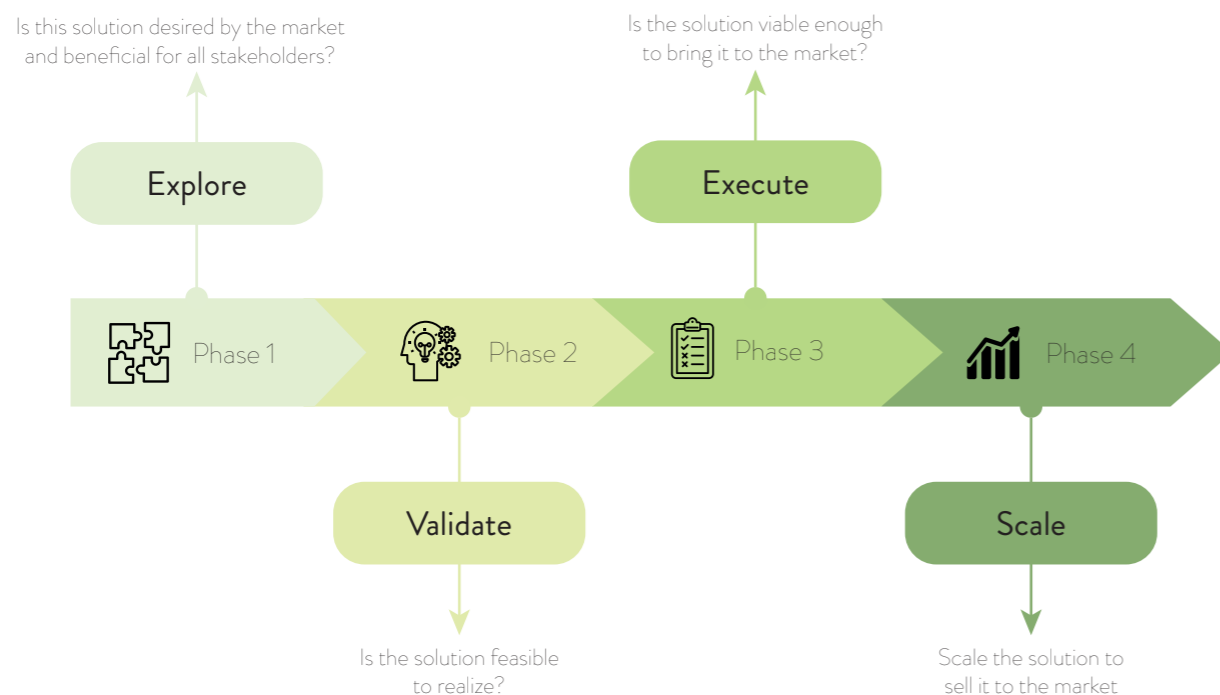 Is this solution desired by the market
and beneficial for all stakeholders?
Is the solution viable enough
to bring it to the market?
Explore
Execute
Phase 1
Phase 2
Phase 3
Phase 4
Validate
Scale
Is the solution feasible
to realize?
Scale the solution to
sell it to the market